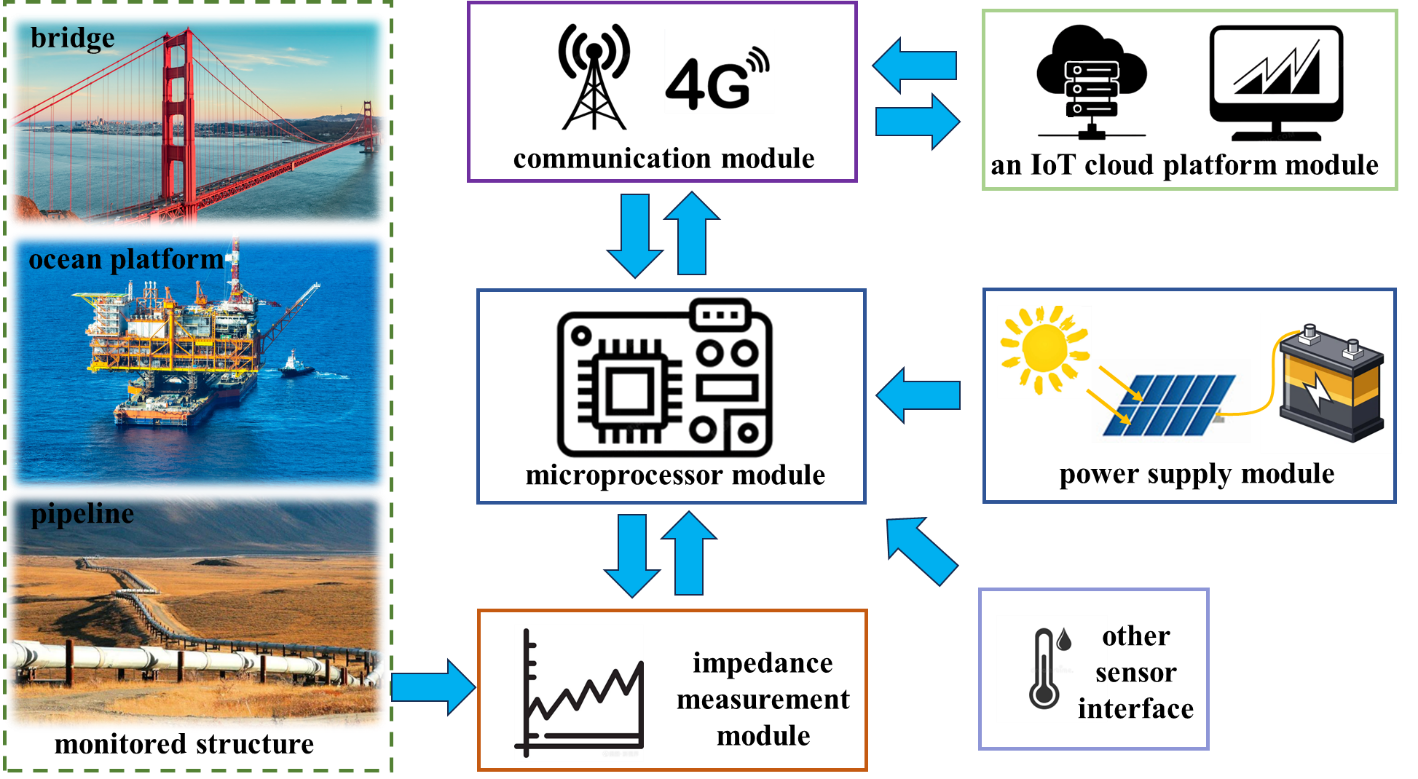 bridge
ocean platform
pipeline
monitored structure
4G
communication module
an IoT cloud platform module
microprocessor module
power supply module
impedance
measurement
module
other
sensor
interface